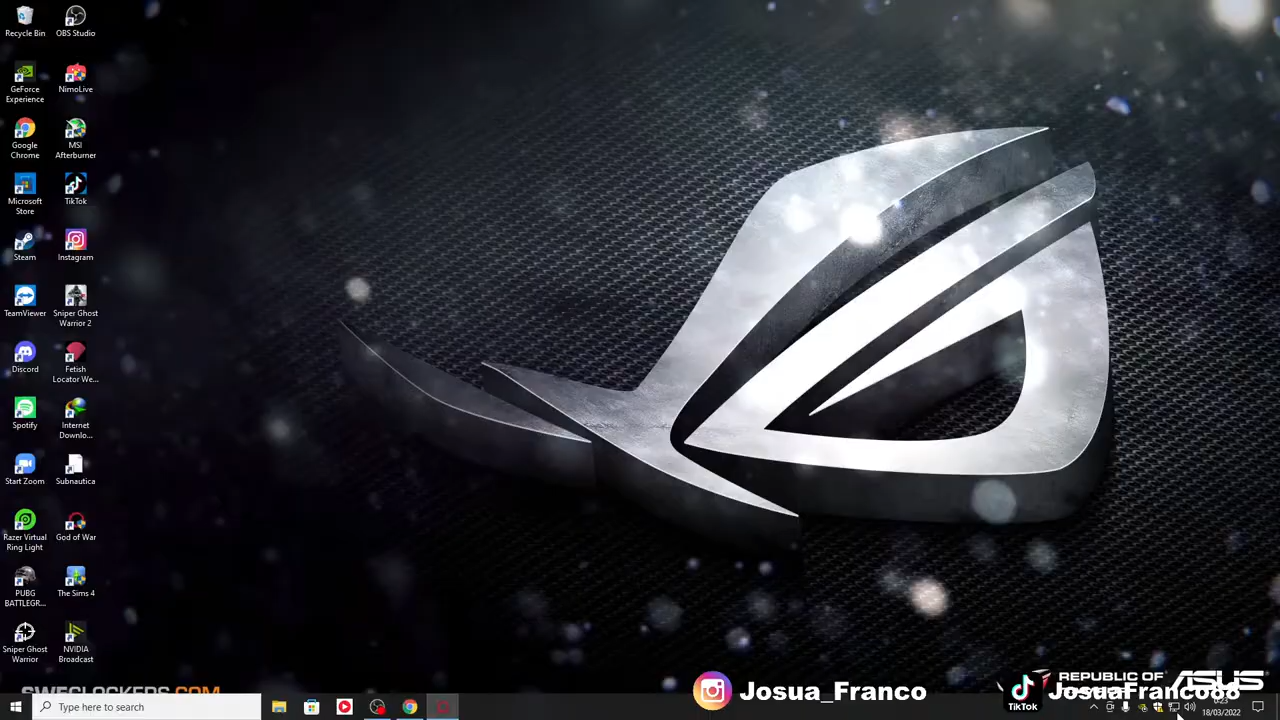 Recycle Bin
OBS Studio
GeForce
Experience
NimoLive
Google
Chrome
MSI
Afterburner
Microsoft
Store
TikTok
Steam
Instagram
TeamViewer
Sniper Ghost
Warrior 2
Discord
Fetish
Locator We...
Spotify
Internet
Downlo...
Start Zoom
Subnautica
Razer Virtual
Ring Light
God of War
PUBG
BATTLEGR...
The Sims 4
Sniper Ghost
Warrior
NVIDIA
Broadcast
SWECLOCKERS.COM
REPUBLIC OF
ASUS
Josua_Franco
TikTok
JosuaFranco88
Type here to search
0:23
18/03/2022